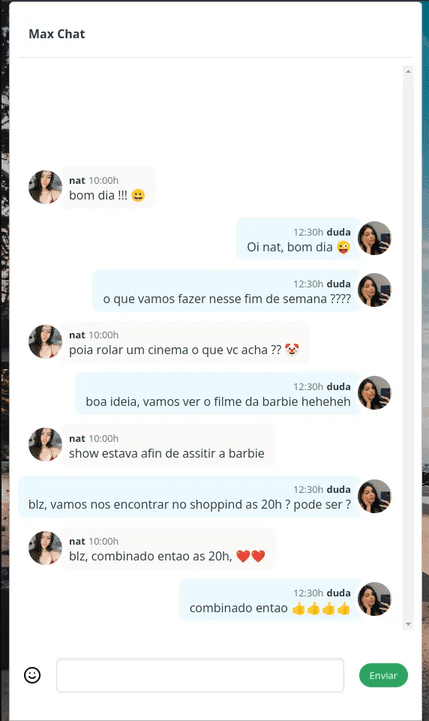 Max Chat
nat 10:00h
bom dia !!! 😀
12:30h duda
Oi nat, bom dia 😜
12:30h duda
o que vamos fazer nesse fim de semana ????
nat 10:00h
poia rolar um cinema o que vc acha ?? 🤡
12:30h duda
boa ideia, vamos ver o filme da barbie heheheh
nat 10:00h
show estava afin de assitir a barbie
12:30h duda
blz, vamos nos encontrar no shoppind as 20h ? pode ser ?
nat 10:00h
blz, combinado entao as 20h, ❤️❤️
12:30h duda
combinado entao 👍👍👍👍
Enviar